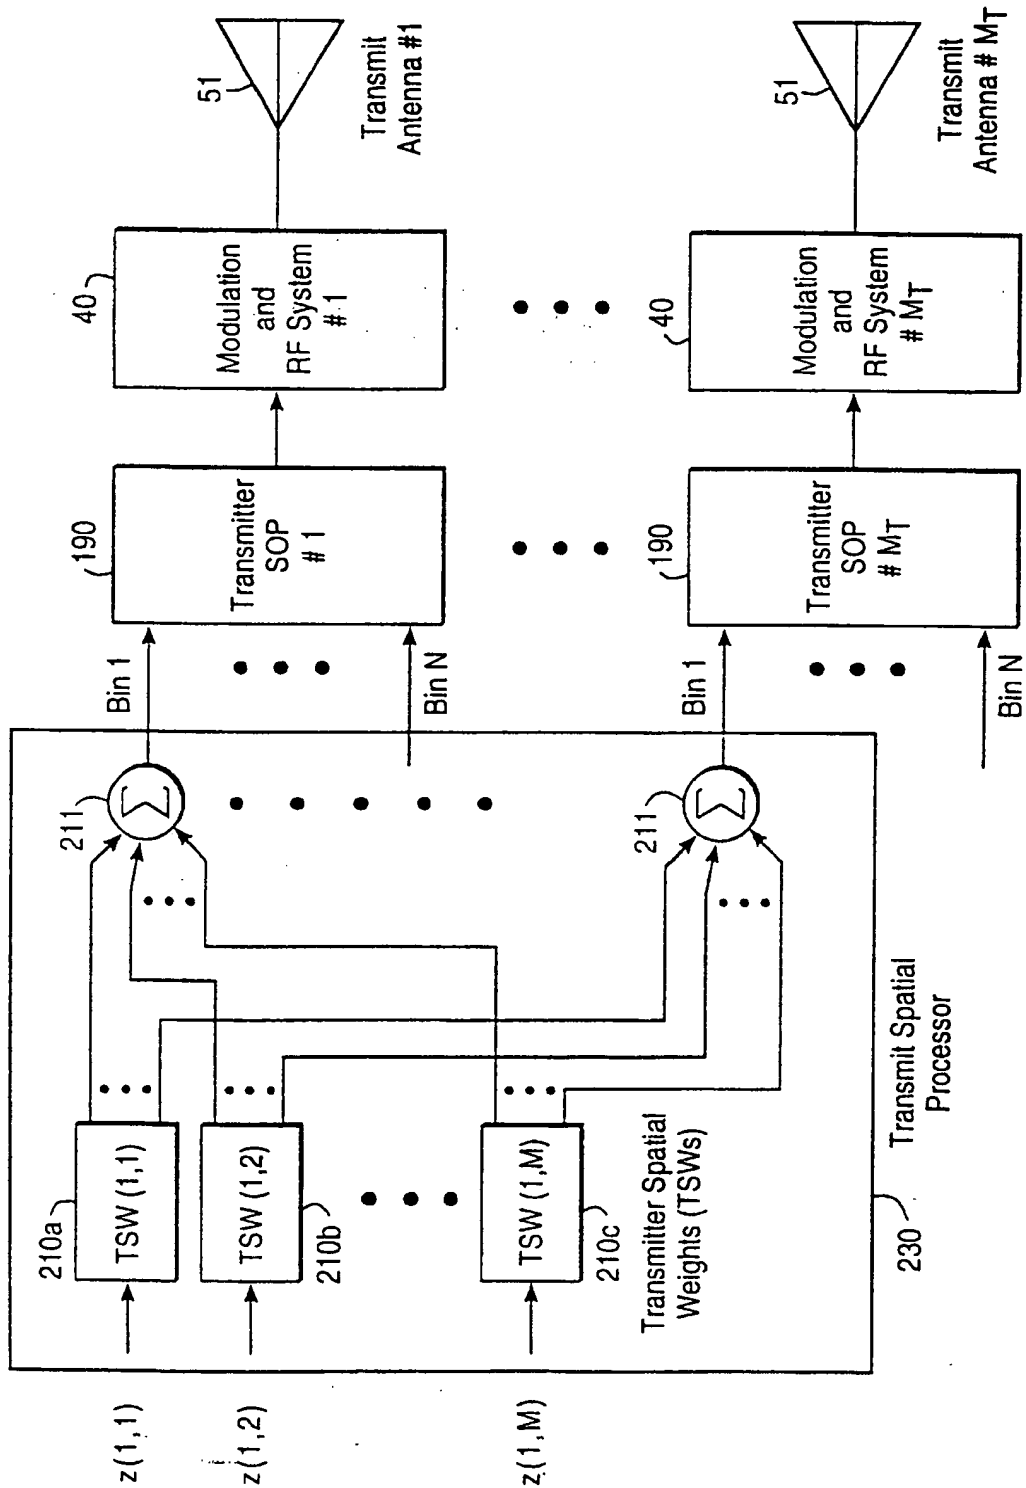 z(1,1)
z(1,2)
z(1,M)
210a
TSW (1,1)
TSW (1,2)
210b
TSW (1,M)
210c
Transmitter Spatial
Weights (TSWs)
230
Transmit Spatial
Processor
211
Σ
211
Σ
Bin 1
Bin N
Bin 1
Bin N
190
Transmitter
SOP
# 1
190
Transmitter
SOP
# MT
40
Modulation
and
RF System
# 1
40
Modulation
and
RF System
# MT
51
Transmit
Antenna #1
51
Transmit
Antenna # MT